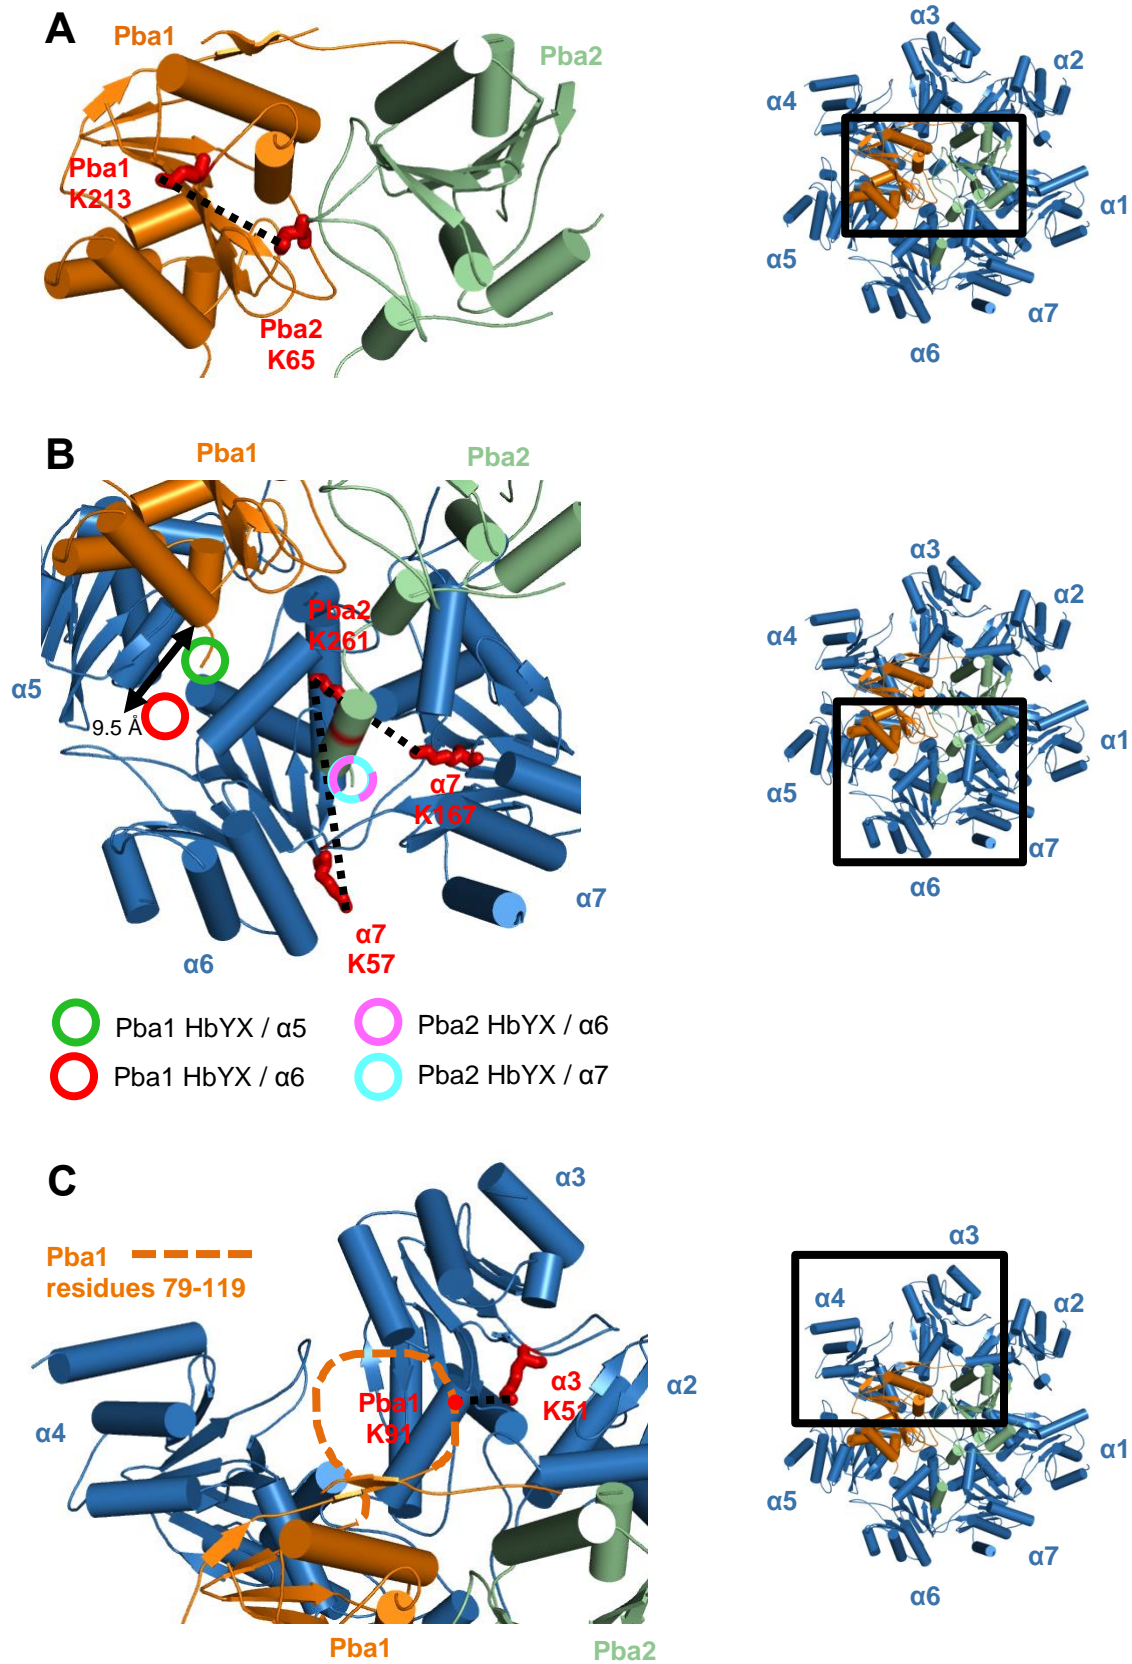 A
Pba1
Pba2
Pba1
K213
Pba2
K65
α3
α2
α4
α1
α5
α7
α6
B
Pba1
Pba2
Pba2
K261
α5
9.5 Å
α7
K167
α7
α7
K57
α6
α3
α2
α4
α1
α5
α7
α6
Pba1 HbYX / α5
Pba2 HbYX / α6
Pba1 HbYX / α6
Pba2 HbYX / α7
C
α3
Pba1
residues 79-119
α3
K51
α2
Pba1
K91
α4
Pba1
Pba2
α3
α4
α2
α1
α5
α7
α6